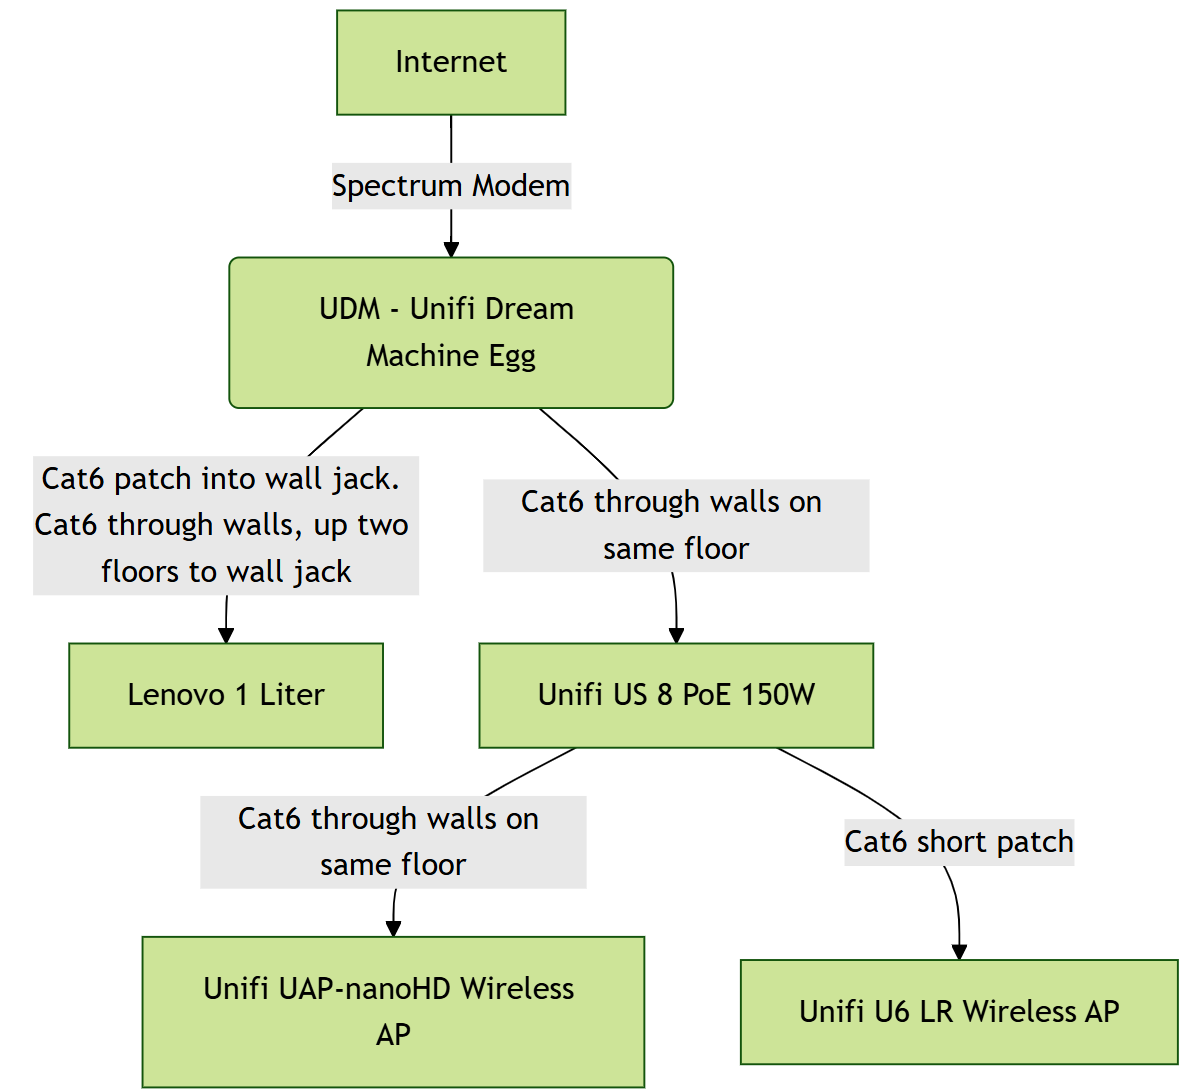 Internet
Spectrum Modem
UDM - Unifi Dream
Machine Egg
Cat6 patch into wall jack.
Cat6 through walls, up two
floors to wall jack
Cat6 through walls on
same floor
Lenovo 1 Liter
Unifi US 8 PoE 150W
Cat6 through walls on
same floor
Cat6 short patch
Unifi UAP-nanoHD Wireless
AP
Unifi U6 LR Wireless AP